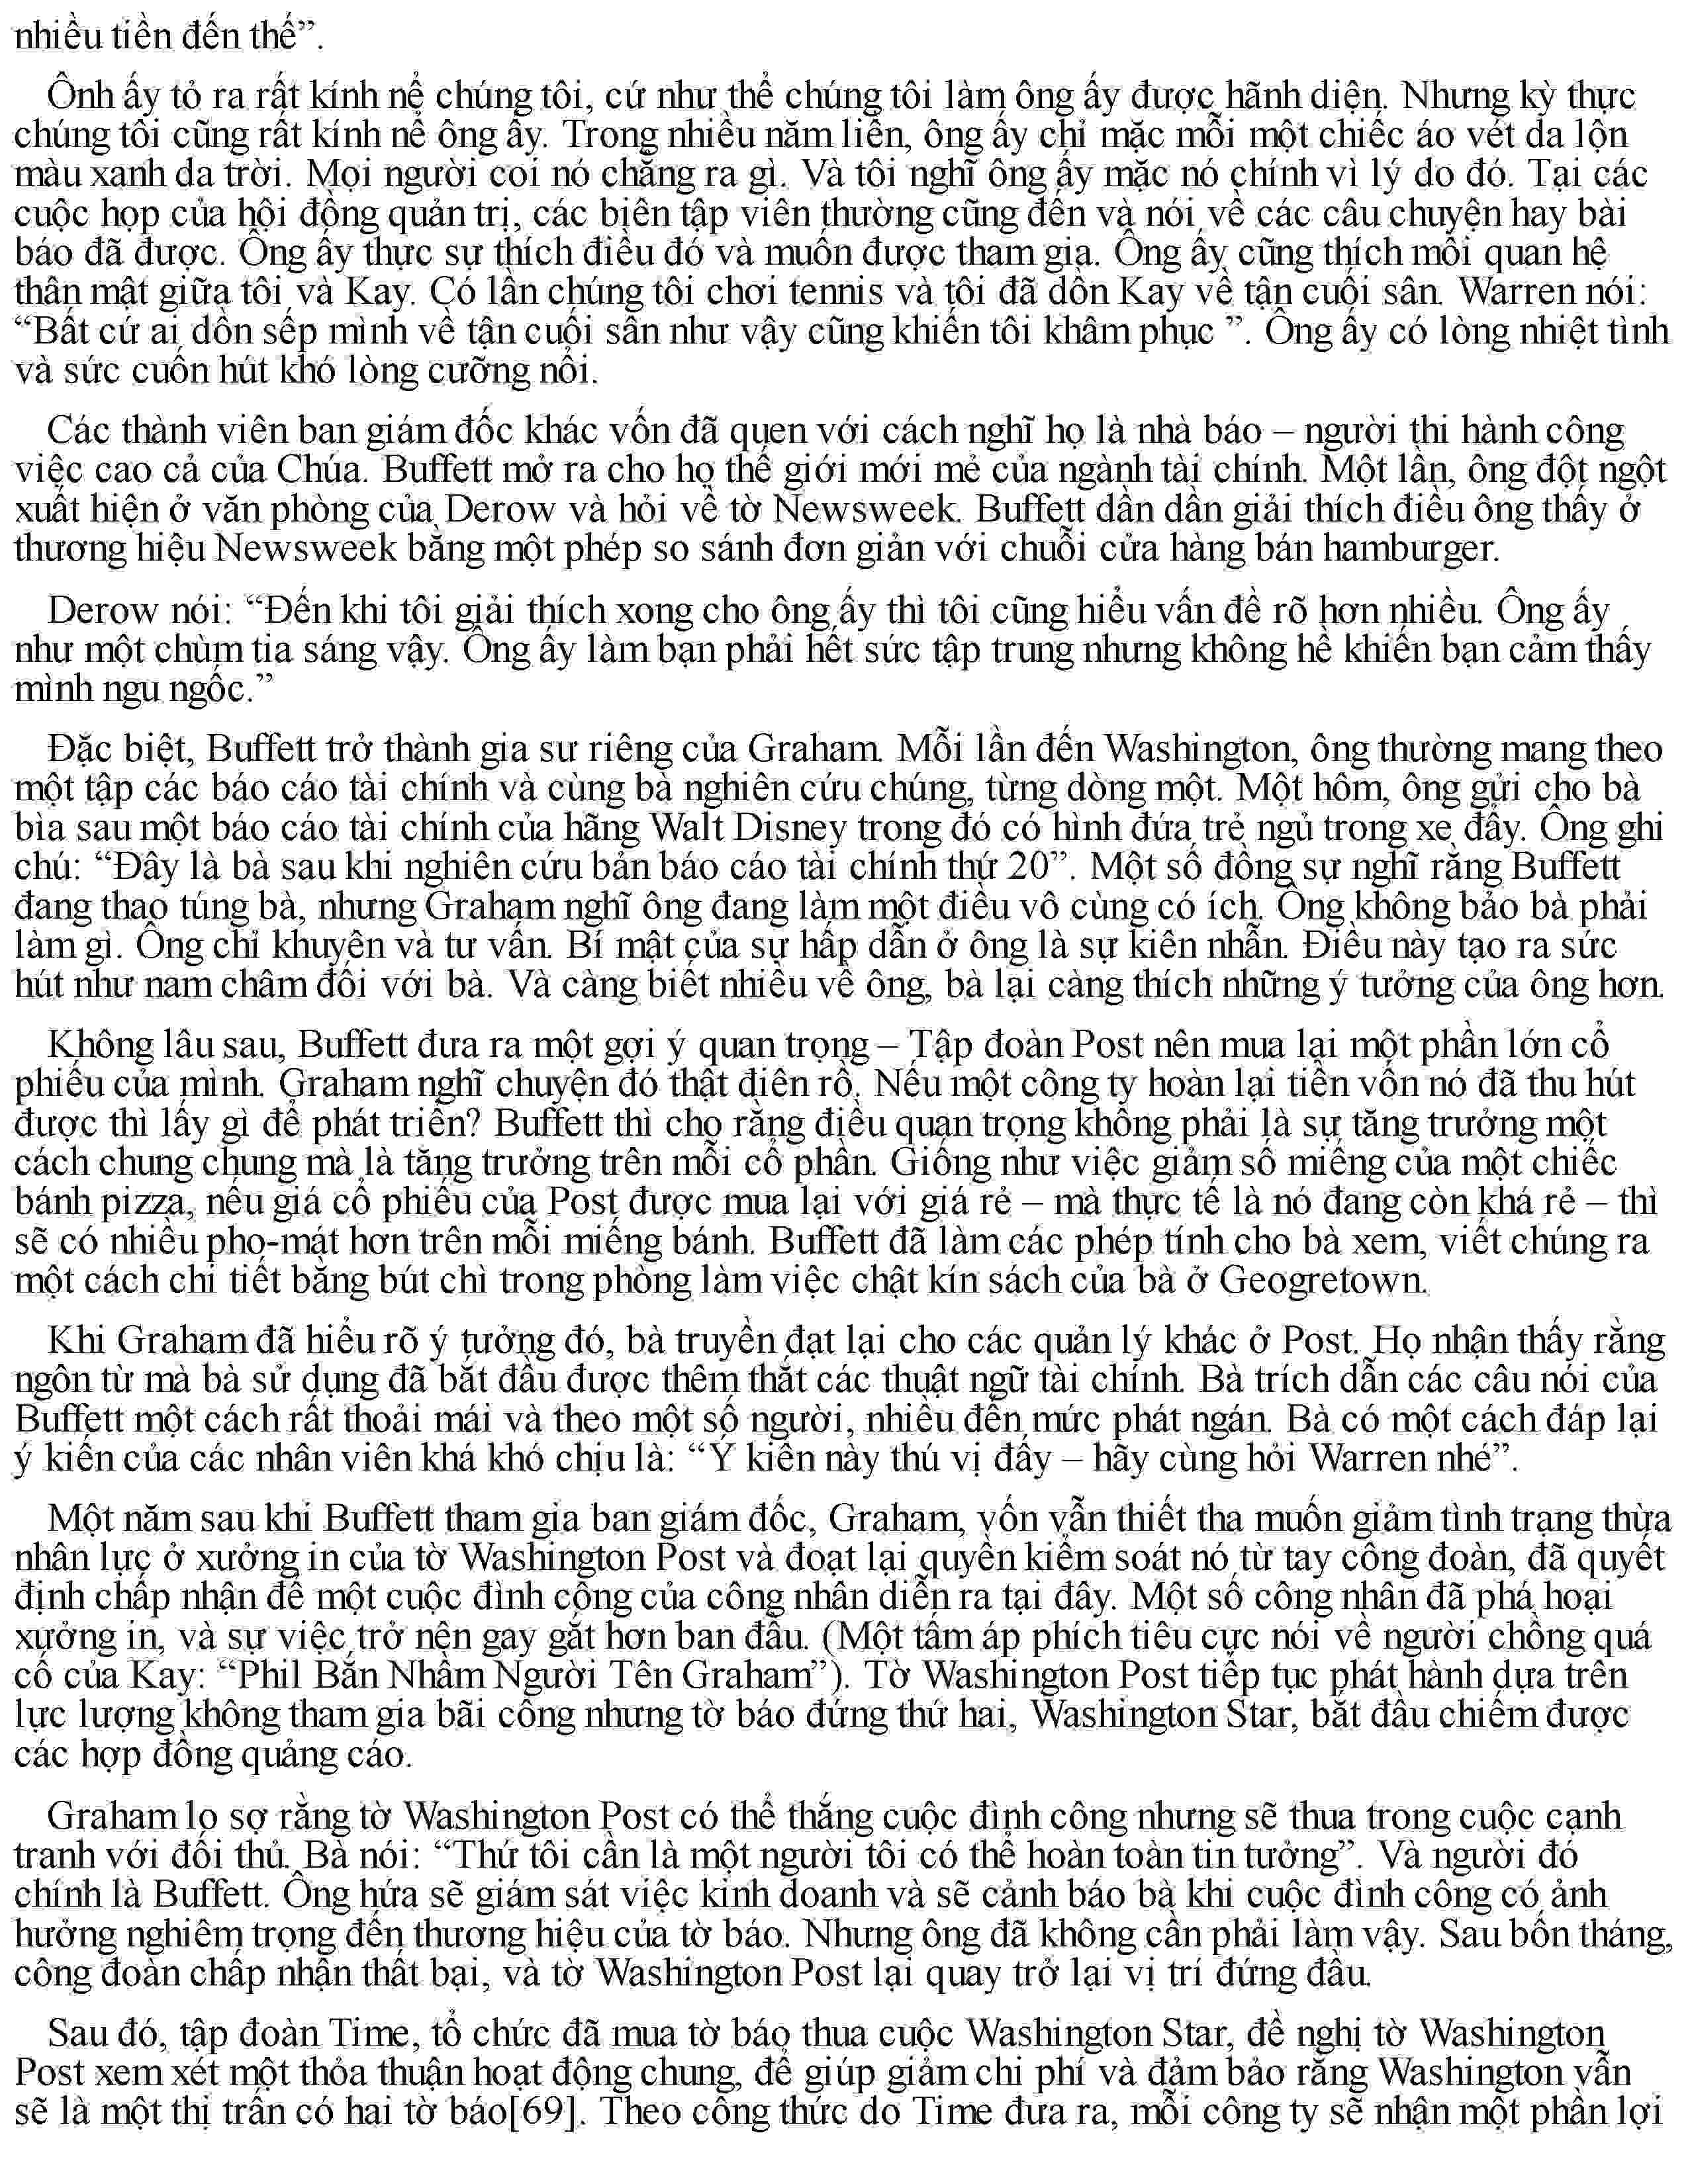 nhiều tiền đến thế”.
Ônh ấy tỏ ra rất kính nể chúng tôi, cứ như thể chúng tôi làm ông ấy được hãnh diện. Nhưng kỳ thực
chúng tôi cũng rất kính nể ông ấy. Trong nhiều năm liền, ông ấy chỉ mặc mỗi một chiếc áo vét da lộn
màu xanh da trời. Mọi người coi nó chẳng ra gì. Và tôi nghĩ ông ấy mặc nó chính vì lý do đó. Tại các
cuộc họp của hội đồng quản trị, các biên tập viên thường cũng đến và nói về các câu chuyện hay bài
báo đã được. Ông ấy thực sự thích điều đó và muốn được tham gia. Ông ấy cũng thích mối quan hệ
thân mật giữa tôi và Kay. Có lần chúng tôi chơi tennis và tôi đã dồn Kay về tận cuối sân. Warren nói:
“Bất cứ ai dồn sếp mình về tận cuối sân như vậy cũng khiến tôi khâm phục ”. Ông ấy có lòng nhiệt tình
và sức cuốn hút khó lòng cưỡng nổi.
Các thành viên ban giám đốc khác vốn đã quen với cách nghĩ họ là nhà báo – người thi hành công
việc cao cả của Chúa. Buffett mở ra cho họ thế giới mới mẻ của ngành tài chính. Một lần, ông đột ngột
xuất hiện ở văn phòng của Derow và hỏi về tờ Newsweek. Buffett dần dần giải thích điều ông thấy ở
thương hiệu Newsweek bằng một phép so sánh đơn giản với chuỗi cửa hàng bán hamburger.
Derow nói: “Đến khi tôi giải thích xong cho ông ấy thì tôi cũng hiểu vấn đề rõ hơn nhiều. Ông ấy
như một chùm tia sáng vậy. Ông ấy làm bạn phải hết sức tập trung nhưng không hề khiến bạn cảm thấy
mình ngu ngốc.”
Đặc biệt, Buffett trở thành gia sư riêng của Graham. Mỗi lần đến Washington, ông thường mang theo
một tập các báo cáo tài chính và cùng bà nghiên cứu chúng, từng dòng một. Một hôm, ông gửi cho bà
bìa sau một báo cáo tài chính của hãng Walt Disney trong đó có hình đứa trẻ ngủ trong xe đẩy. Ông ghi
chú: “Đây là bà sau khi nghiên cứu bản báo cáo tài chính thứ 20”. Một số đồng sự nghĩ rằng Buffett
đang thao túng bà, nhưng Graham nghĩ ông đang làm một điều vô cùng có ích. Ông không bảo bà phải
làm gì. Ông chỉ khuyên và tư vấn. Bí mật của sự hấp dẫn ở ông là sự kiên nhẫn. Điều này tạo ra sức
hút như nam châm đối với bà. Và càng biết nhiều về ông, bà lại càng thích những ý tưởng của ông hơn.
Không lâu sau, Buffett đưa ra một gợi ý quan trọng – Tập đoàn Post nên mua lại một phần lớn cổ
phiếu của mình. Graham nghĩ chuyện đó thật điên rồ. Nếu một công ty hoàn lại tiền vốn nó đã thu hút
được thì lấy gì để phát triển? Buffett thì cho rằng điều quan trọng không phải là sự tăng trưởng một
cách chung chung mà là tăng trưởng trên mỗi cổ phần. Giống như việc giảm số miếng của một chiếc
bánh pizza, nếu giá cổ phiếu của Post được mua lại với giá rẻ – mà thực tế là nó đang còn khá rẻ – thì
sẽ có nhiều pho-mát hơn trên mỗi miếng bánh. Buffett đã làm các phép tính cho bà xem, viết chúng ra
một cách chi tiết bằng bút chì trong phòng làm việc chật kín sách của bà ở Geogretown.
Khi Graham đã hiểu rõ ý tưởng đó, bà truyền đạt lại cho các quản lý khác ở Post. Họ nhận thấy rằng
ngôn từ mà bà sử dụng đã bắt đầu được thêm thắt các thuật ngữ tài chính. Bà trích dẫn các câu nói của
Buffett một cách rất thoải mái và theo một số người, nhiều đến mức phát ngán. Bà có một cách đáp lại
ý kiến của các nhân viên khá khó chịu là: “Ý kiến này thú vị đấy – hãy cùng hỏi Warren nhé”.
Một năm sau khi Buffett tham gia ban giám đốc, Graham, vốn vẫn thiết tha muốn giảm tình trạng thừa
nhân lực ở xưởng in của tờ Washington Post và đoạt lại quyền kiểm soát nó từ tay công đoàn, đã quyết
định chấp nhận để một cuộc đình công của công nhân diễn ra tại đây. Một số công nhân đã phá hoại
xưởng in, và sự việc trở nên gay gắt hơn ban đầu. (Một tấm áp phích tiêu cực nói về người chồng quá
cố của Kay: “Phil Bắn Nhầm Người Tên Graham”). Tờ Washington Post tiếp tục phát hành dựa trên
lực lượng không tham gia bãi công nhưng tờ báo đứng thứ hai, Washington Star, bắt đầu chiếm được
các hợp đồng quảng cáo.
Graham lo sợ rằng tờ Washington Post có thể thắng cuộc đình công nhưng sẽ thua trong cuộc cạnh
tranh với đối thủ. Bà nói: “Thứ tôi cần là một người tôi có thể hoàn toàn tin tưởng”. Và người đó
chính là Buffett. Ông hứa sẽ giám sát việc kinh doanh và sẽ cảnh báo bà khi cuộc đình công có ảnh
hưởng nghiêm trọng đến thương hiệu của tờ báo. Nhưng ông đã không cần phải làm vậy. Sau bốn tháng,
công đoàn chấp nhận thất bại, và tờ Washington Post lại quay trở lại vị trí đứng đầu.
Sau đó, tập đoàn Time, tổ chức đã mua tờ báo thua cuộc Washington Star, đề nghị tờ Washington
Post xem xét một thỏa thuận hoạt động chung, để giúp giảm chi phí và đảm bảo rằng Washington vẫn
sẽ là một thị trấn có hai tờ báo[69]. Theo công thức do Time đưa ra, mỗi công ty sẽ nhận một phần lợi